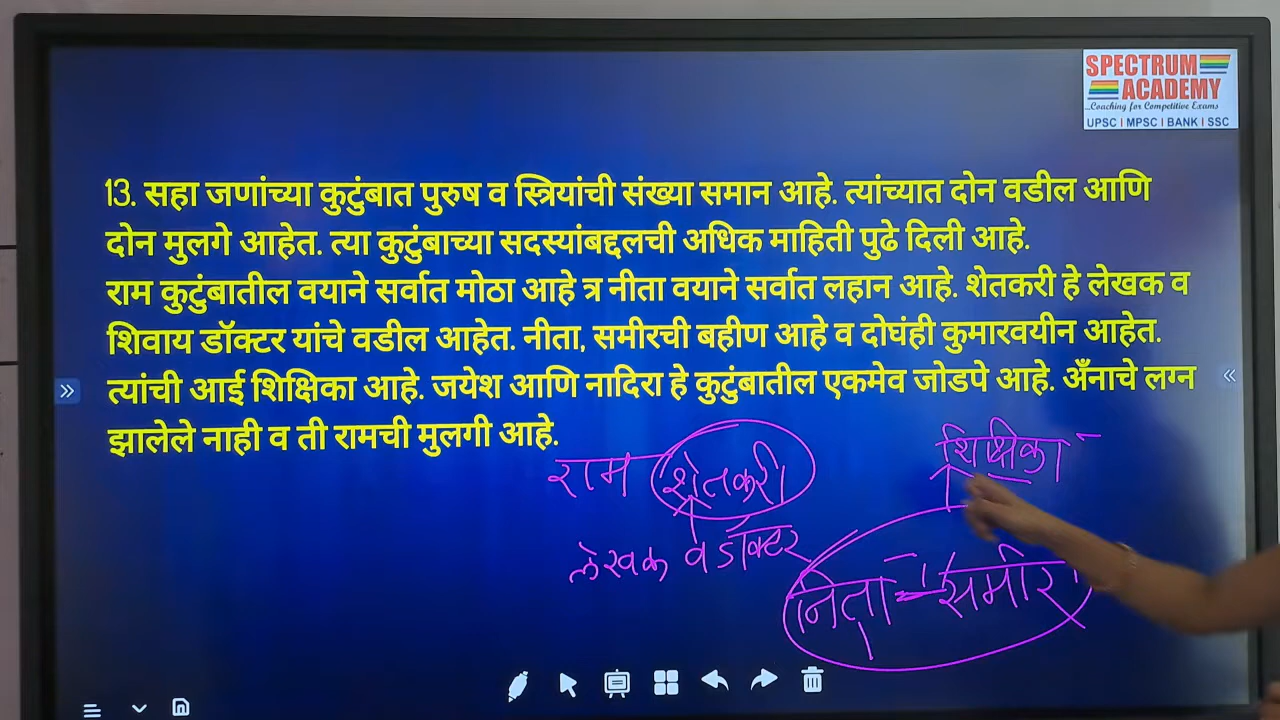 SPECTRUM
ACADEMY
...Coaching for Competitive Exams
UPSC | MPSC | BANK | SSC
13. सहा जणांच्या कुटुंबात पुरुष व स्त्रियांची संख्या समान आहे. त्यांच्यात दोन वडील आणि
दोन मुलगे आहेत. त्या कुटुंबाच्या सदस्यांबद्दलची अधिक माहिती पुढे दिली आहे.
राम कुटुंबातील वयाने सर्वात मोठा आहे त्र नीता वयाने सर्वात लहान आहे. शेतकरी हे लेखक व
शिवाय डॉक्टर यांचे वडील आहेत. नीता, समीरची बहीण आहे व दोघंही कुमारवयीन आहेत.
त्यांची आई शिक्षिका आहे. जयेश आणि नादिरा हे कुटुंबातील एकमेव जोडपे आहे. अँनाचे लग्न
झालेले नाही व ती रामची मुलगी आहे.
राम शेतकरी
शिक्षिका
लेखक व डॉक्टर
निता समीर